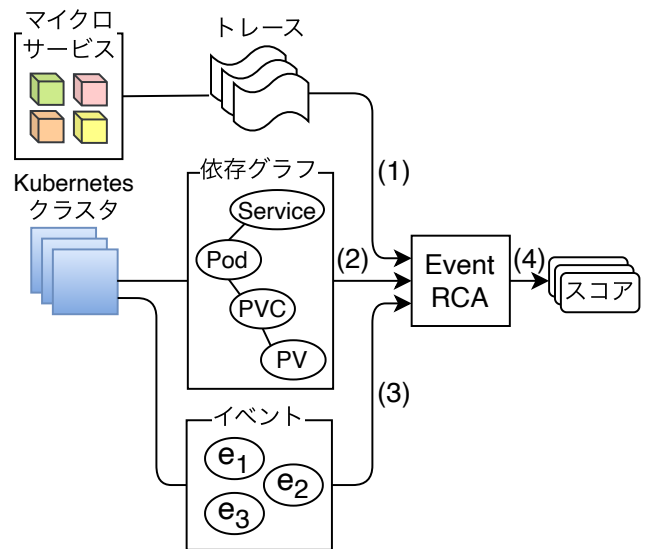 マイクロ
サービス
トレース
(1)
依存グラフ
Service
Pod
PVC
PV
Kubernetes
クラスタ
(2)
Event
RCA
(4)
スコア
(3)
イベント
e1
e2
e3